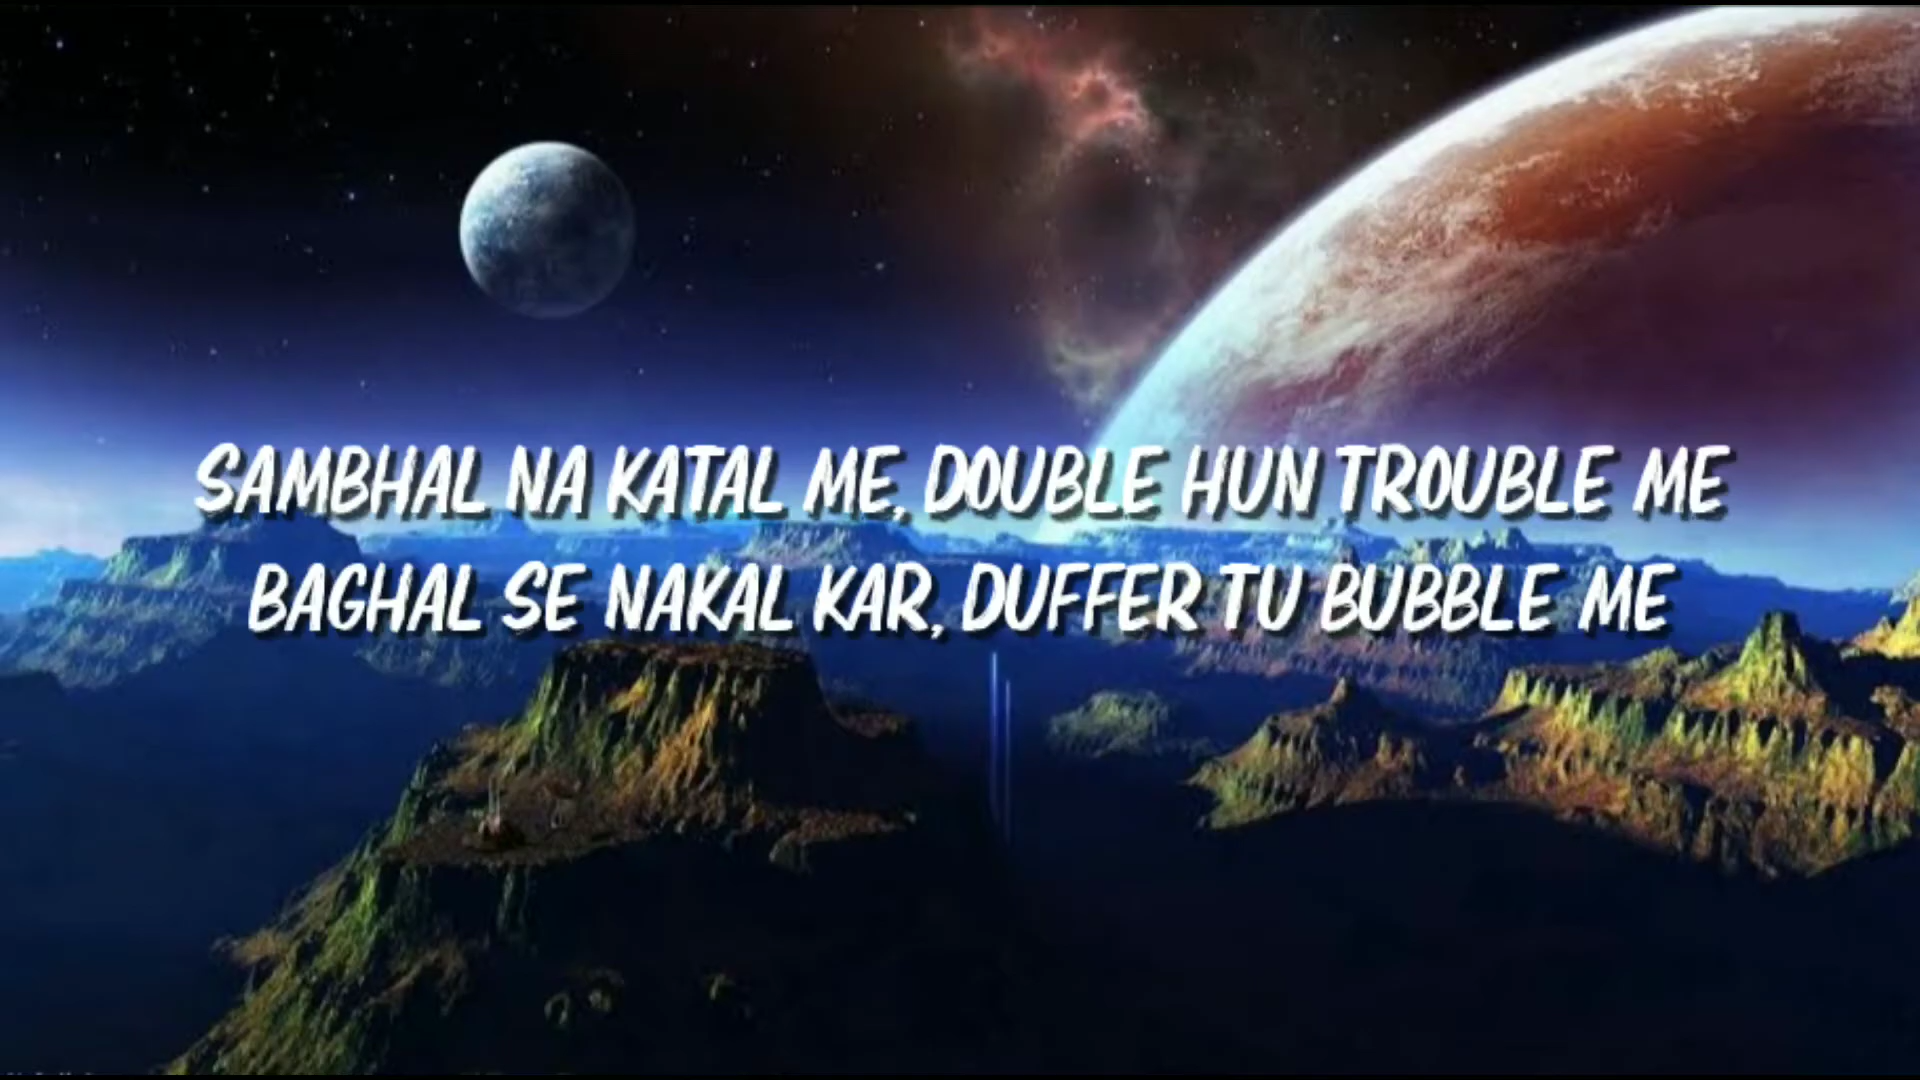 SAMBHAL NA KATAL ME, DOUBLE HUN TROUBLE ME
BAGHAL SE NAKAL KAR, DUFFER TU BUBBLE ME